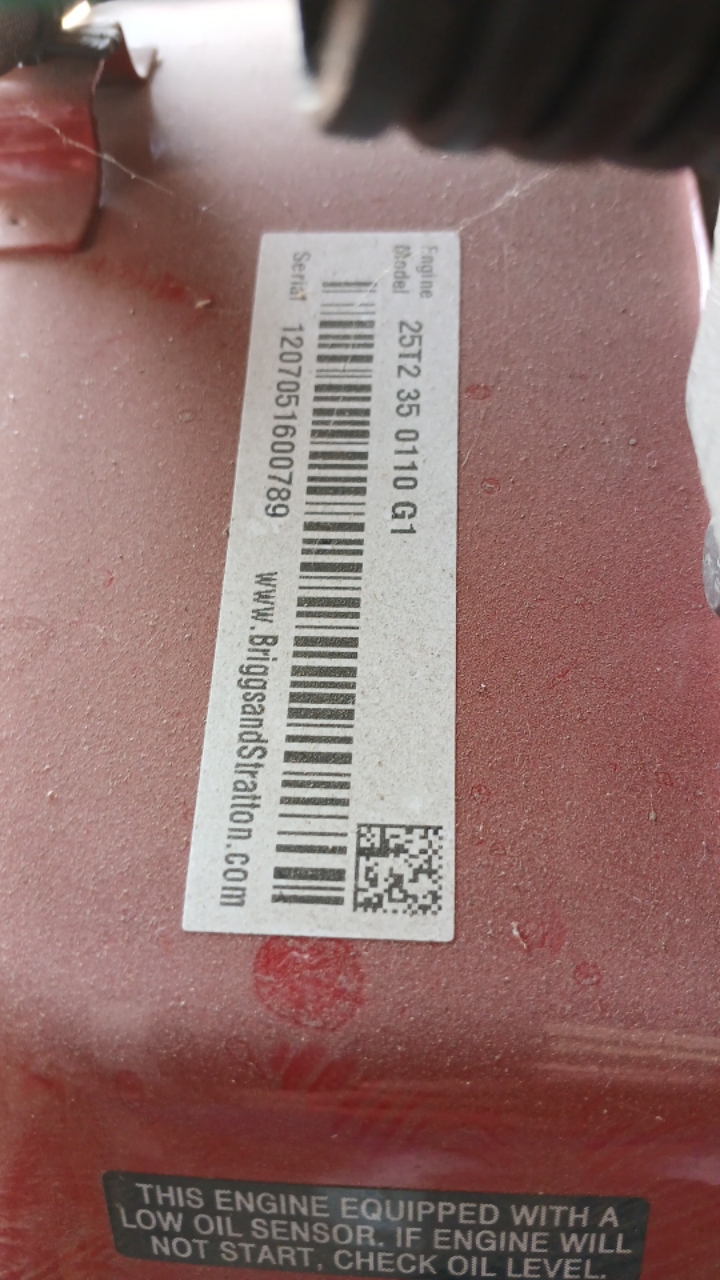 Engine
Model 25T2 35 0110 G1
Serial 1207051600789
www.BriggsandStratton.com
THIS ENGINE EQUIPPED WITH A
LOW OIL SENSOR. IF ENGINE WILL
NOT START, CHECK OIL LEVEL.